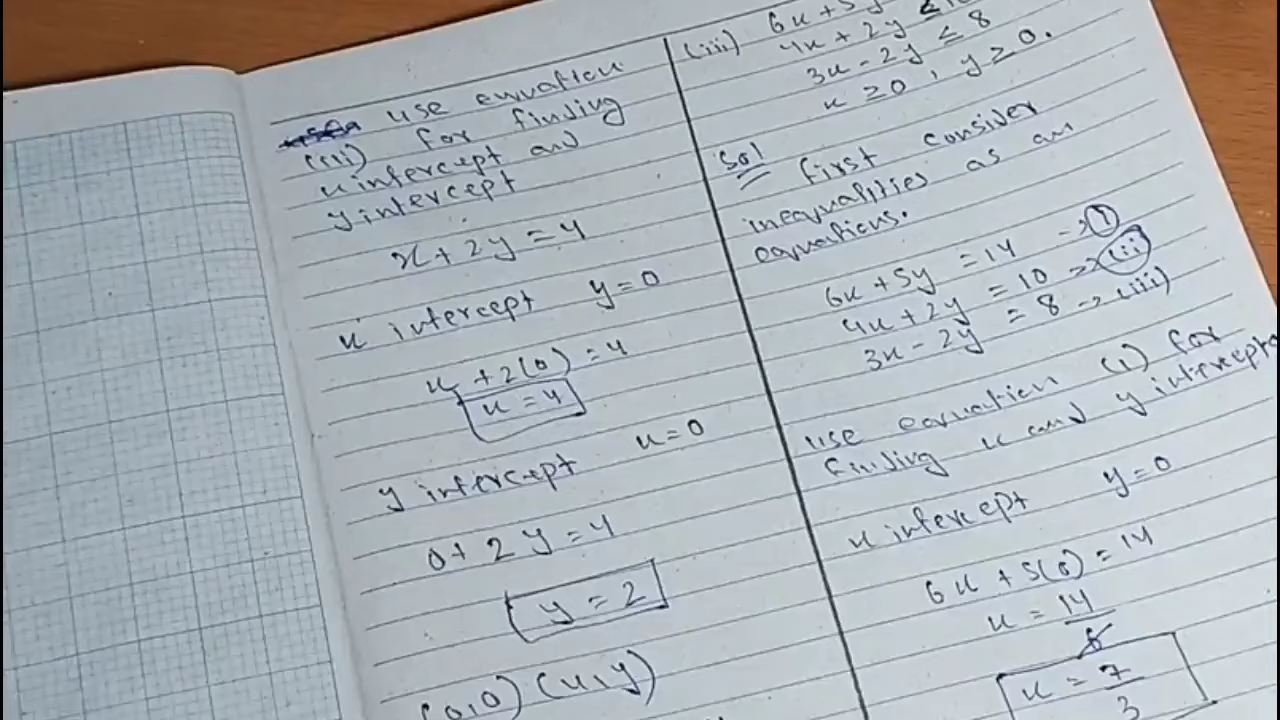 use equation
(iii) for finding
x intercept and
y intercept
x + 2y = 4
x intercept y = 0
x + 2(0) = 4
x = 4
y intercept x = 0
0 + 2y = 4
y = 2
(0,0) (x,y)
(iii) 6x + 5y ≤
4x + 2y ≤
3x - 2y ≤ 8
x ≥ 0, y ≥ 0.
Sol
first consider
inequalities as an
equations.
6x + 5y = 14 → (i)
4x + 2y = 10 → (ii)
3x - 2y = 8 → (iii)
use equation (i) for
finding x and y intercepts
x intercept y = 0
6x + 5(0) = 14
x = 14
6
x = 7
3